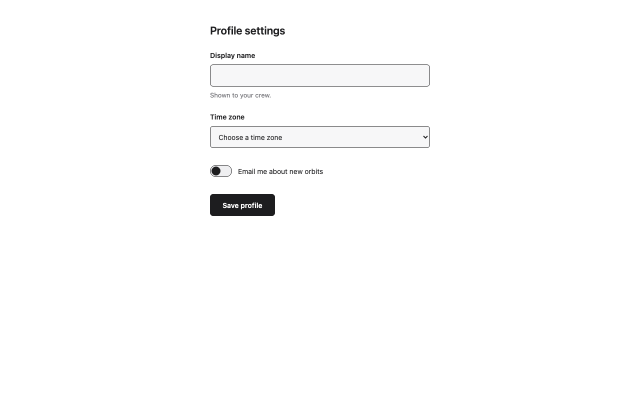 Profile settings
Display name
Shown to your crew.
Time zone
Choose a time zone
Email me about new orbits
Save profile